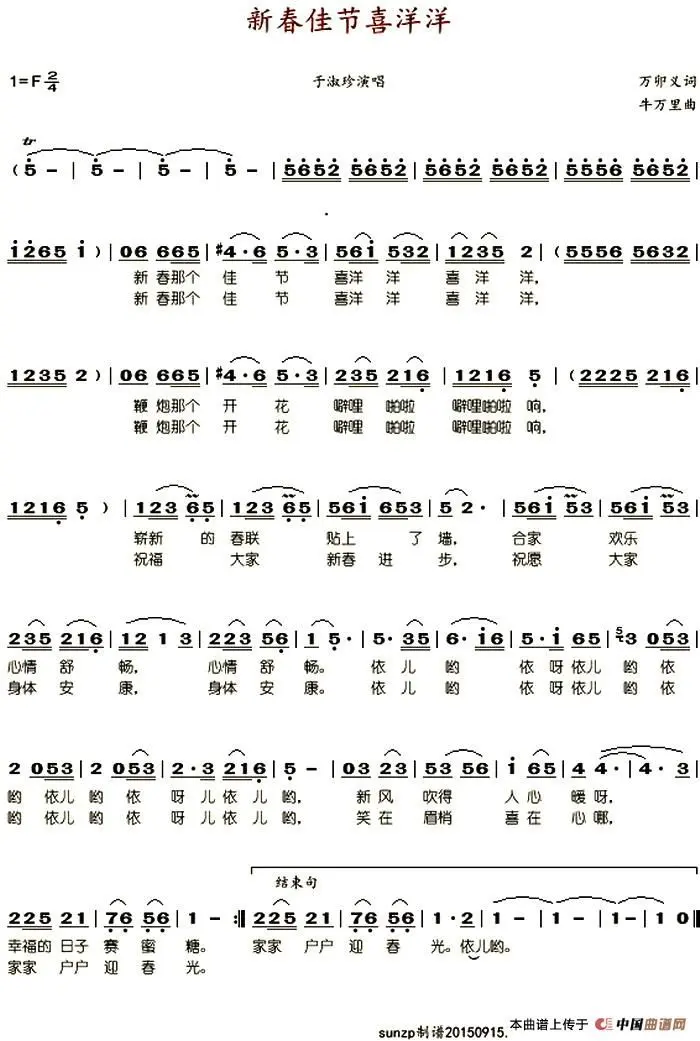 新春佳节喜洋洋
1=F 2/4 于淑珍演唱 万卯义词
牛万里曲
tr
( 5 - | 5 - | 5 - | 5 - | 5652 5652 | 5652 5652 | 5556 5652 |
1265 1 ) | 06 665 | #4·6 5·3 | 561 532 | 1235 2 | (5556 5632 |
新 春那个 佳 节 喜洋 洋 喜 洋 洋,
新 春那个 佳 节 喜洋 洋 喜 洋 洋,
1235 2 ) | 06 665 | #4·6 5·3 | 235 216 | 1216 5 | (2225 216 |
鞭 炮那个 开 花 噼哩 啪啦 噼哩啪啦 响,
鞭 炮那个 开 花 噼哩 啪啦 噼哩啪啦 响,
1216 5 ) | 123 65 | 123 65 | 561 653 | 5 2· | 561 53 | 561 53 |
崭新 的 春联 贴上 了 墙, 合家 欢乐
祝福 大家 新春 进 步, 祝愿 大家
235 216 | 12 1 3 | 223 56 | 1 5· | 5· 35 | 6· 16 | 5·1 35 | 53 053 |
心情 舒 畅, 心情 舒 畅。 依 儿 哟 依呀依儿 哟 依
身体 安 康, 身体 安 康。 依 儿 哟 依呀依儿 哟 依
2 053 | 2 053 | 2·3 216 | 5 - | 03 23 | 53 56 | 1 65 | 4 4· | 4· 3 |
哟 依儿 哟 依 呀 儿依儿 哟, 新 风 吹得 人 心 暖 呀,
哟 依儿 哟 依 呀 儿依儿 哟, 笑 在 眉梢 喜 在 心 哪,
结束句
225 21 | 76 56 | 1 - :‖ 225 21 | 76 56 | 1·2 | 1 - | 1 - | 1 - | 1 0 ‖
幸福的 日子 赛 蜜 糖。 家家 户户 迎 春 光。依儿哟。
家家 户户 迎 春 光。
sunzp制谱20150915. 本曲谱上传于 中国曲谱网